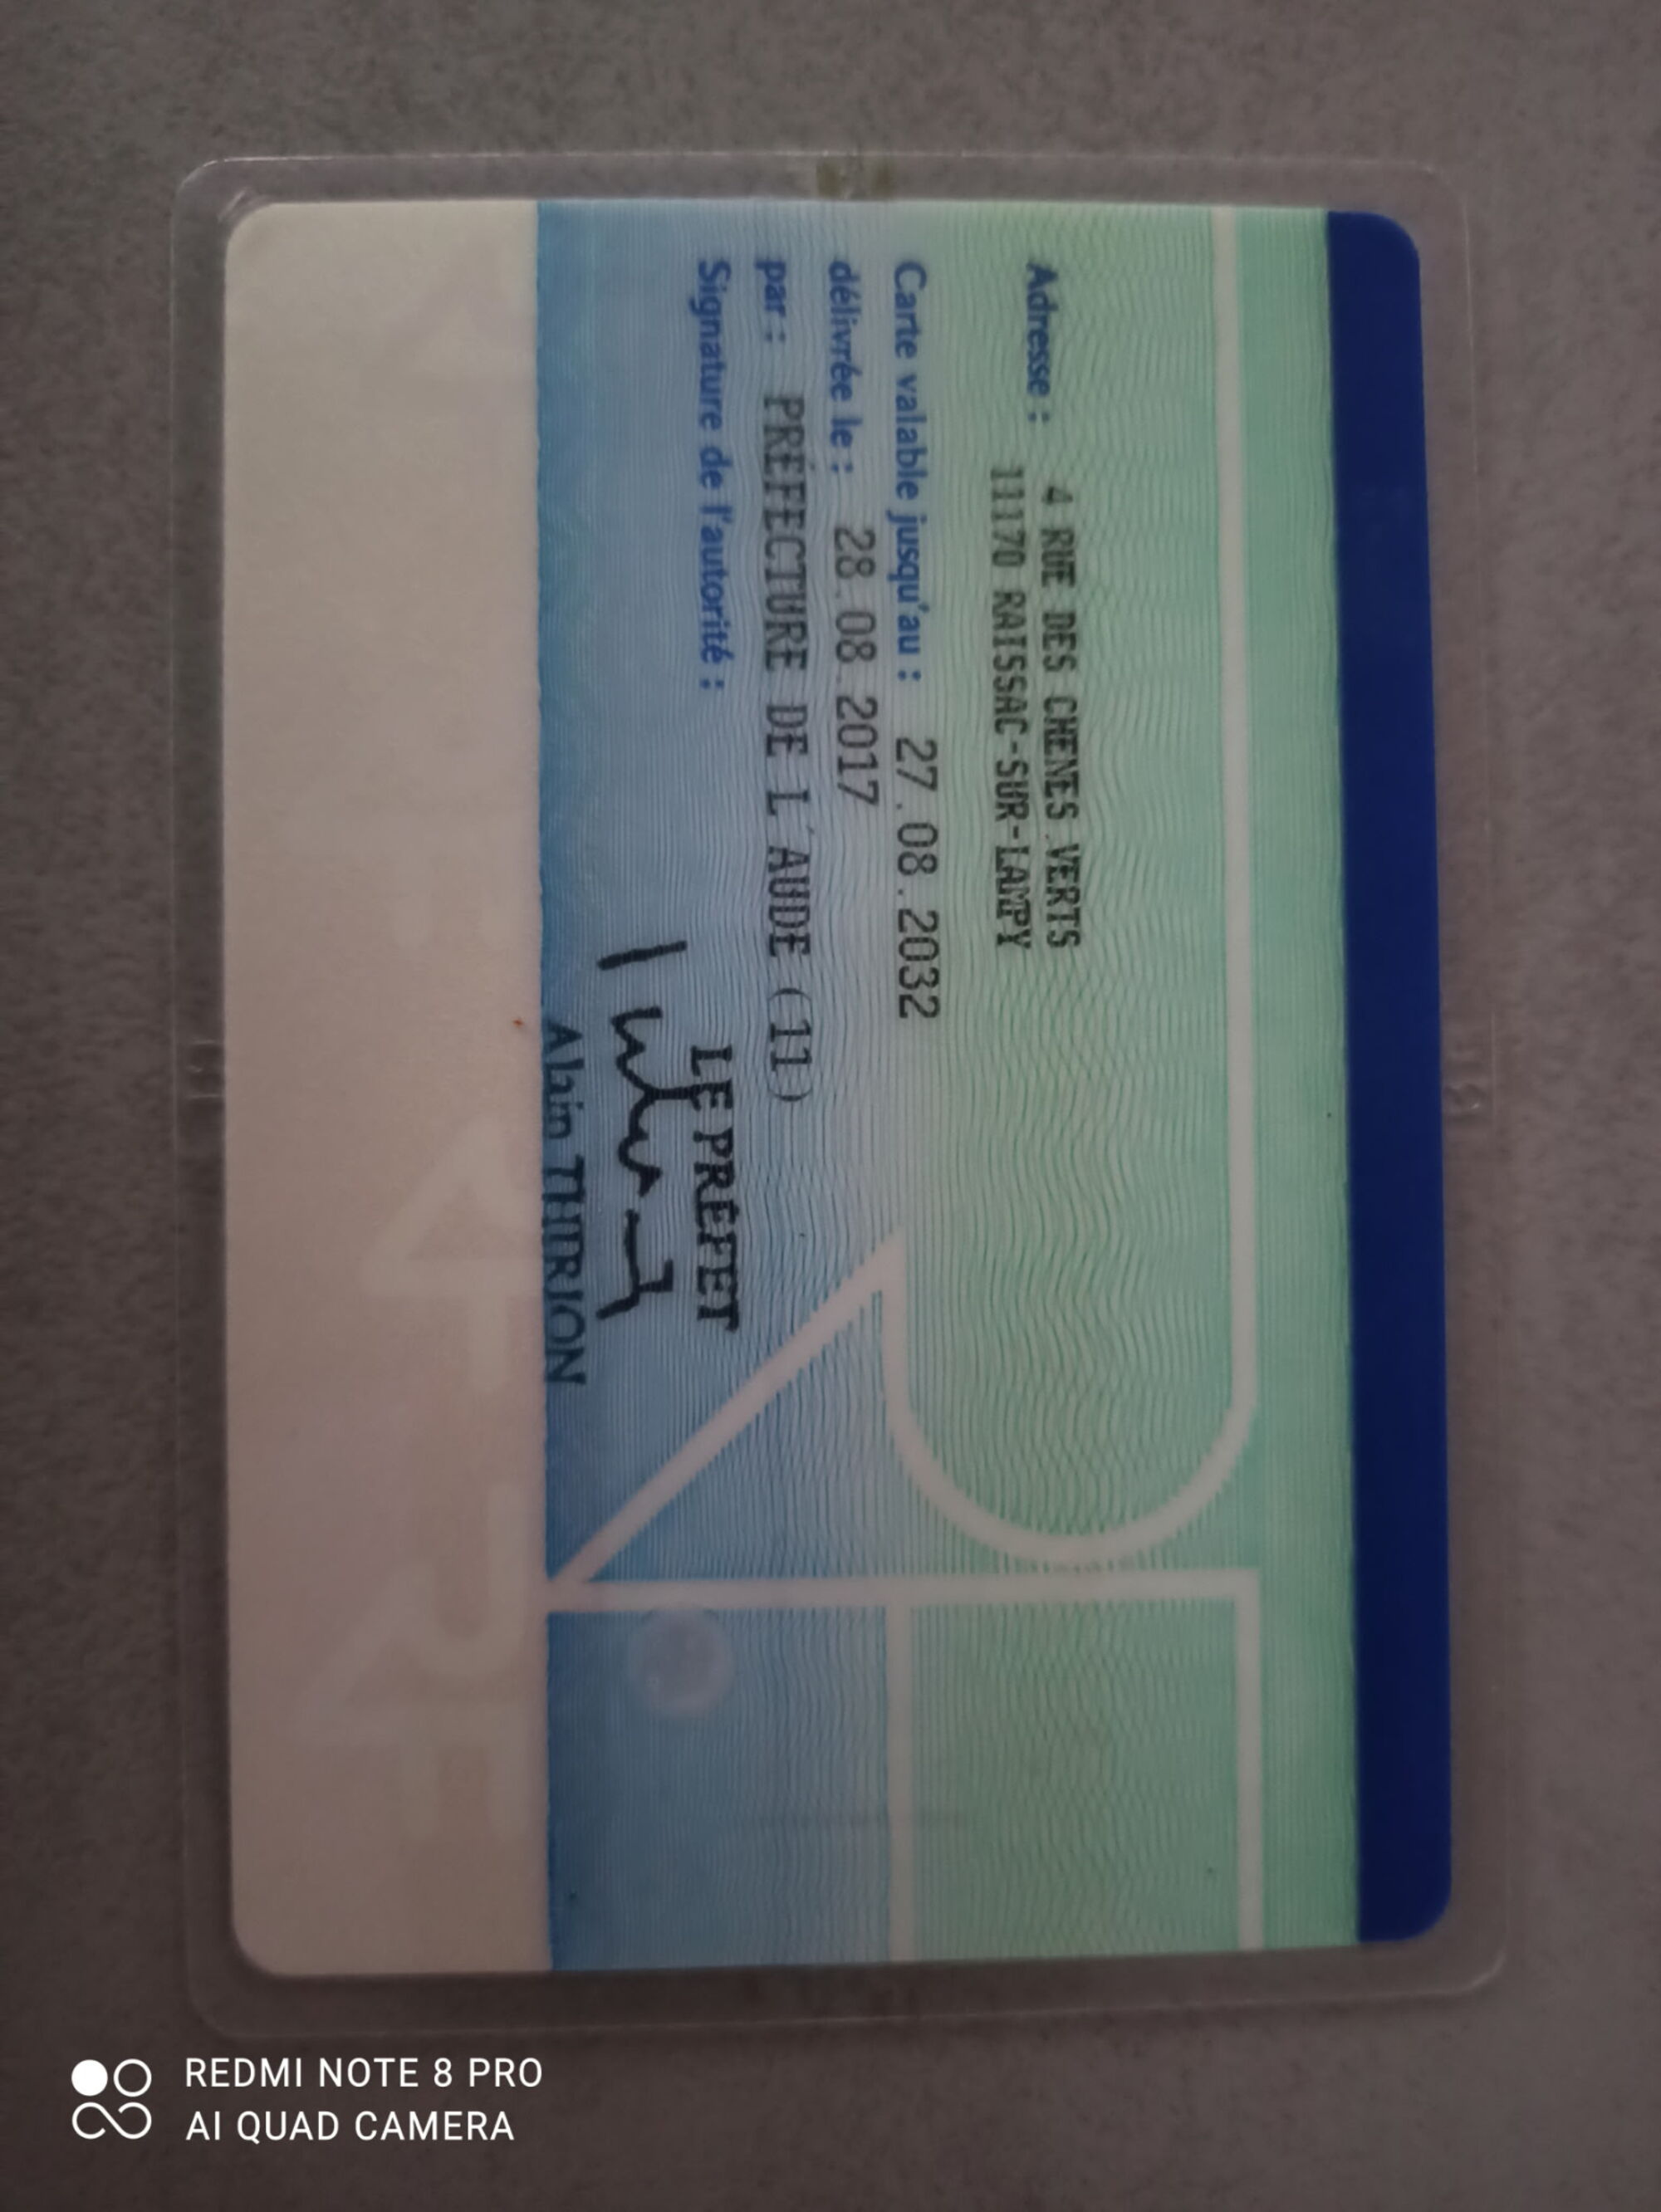 Adresse : 4 RUE DES CHENES VERTS
11170 RAISSAC-SUR-LAMPY
Carte valable jusqu'au : 27.08.2032
délivrée le : 28.08.2017
par : PRÉFECTURE DE L'AUDE (11)
Signature de l'autorité :
LE PRÉFET
Alain THIRION
REDMI NOTE 8 PRO
AI QUAD CAMERA